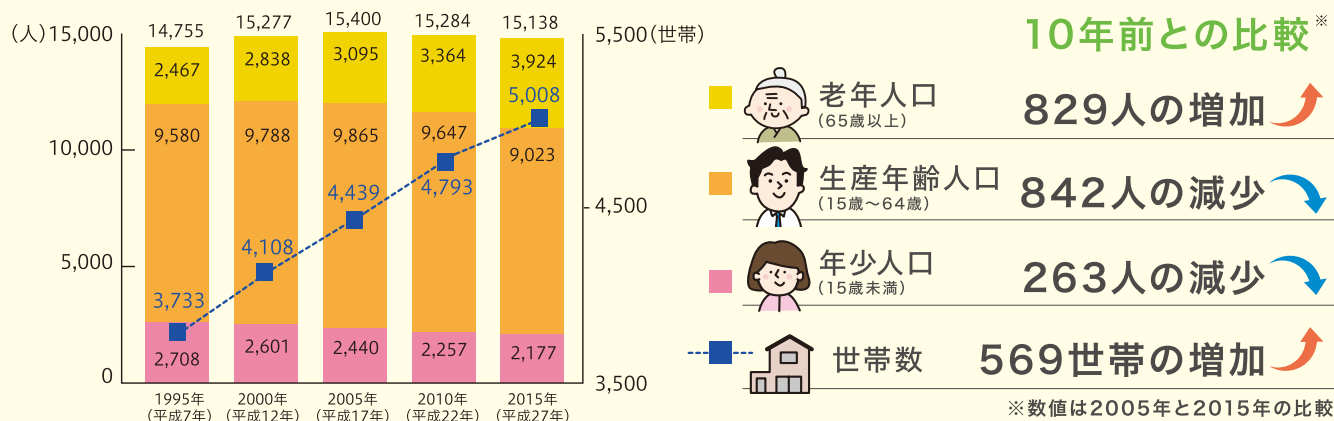 (人)
15,000
10,000
5,000
0
14,755
2,467
9,580
3,733
2,708
1995年
(平成7年)
15,277
2,838
9,788
4,108
2,601
2000年
(平成12年)
15,400
3,095
9,865
4,439
2,440
2005年
(平成17年)
15,284
3,364
9,647
4,793
2,257
2010年
(平成22年)
15,138
3,924
5,008
9,023
2,177
2015年
(平成27年)
5,500(世帯)
4,500
3,500
10年前との比較※
老年人口
(65歳以上)
829人の増加
生産年齢人口
(15歳〜64歳)
842人の減少
年少人口
(15歳未満)
263人の減少
世帯数
569世帯の増加
※数値は2005年と2015年の比較